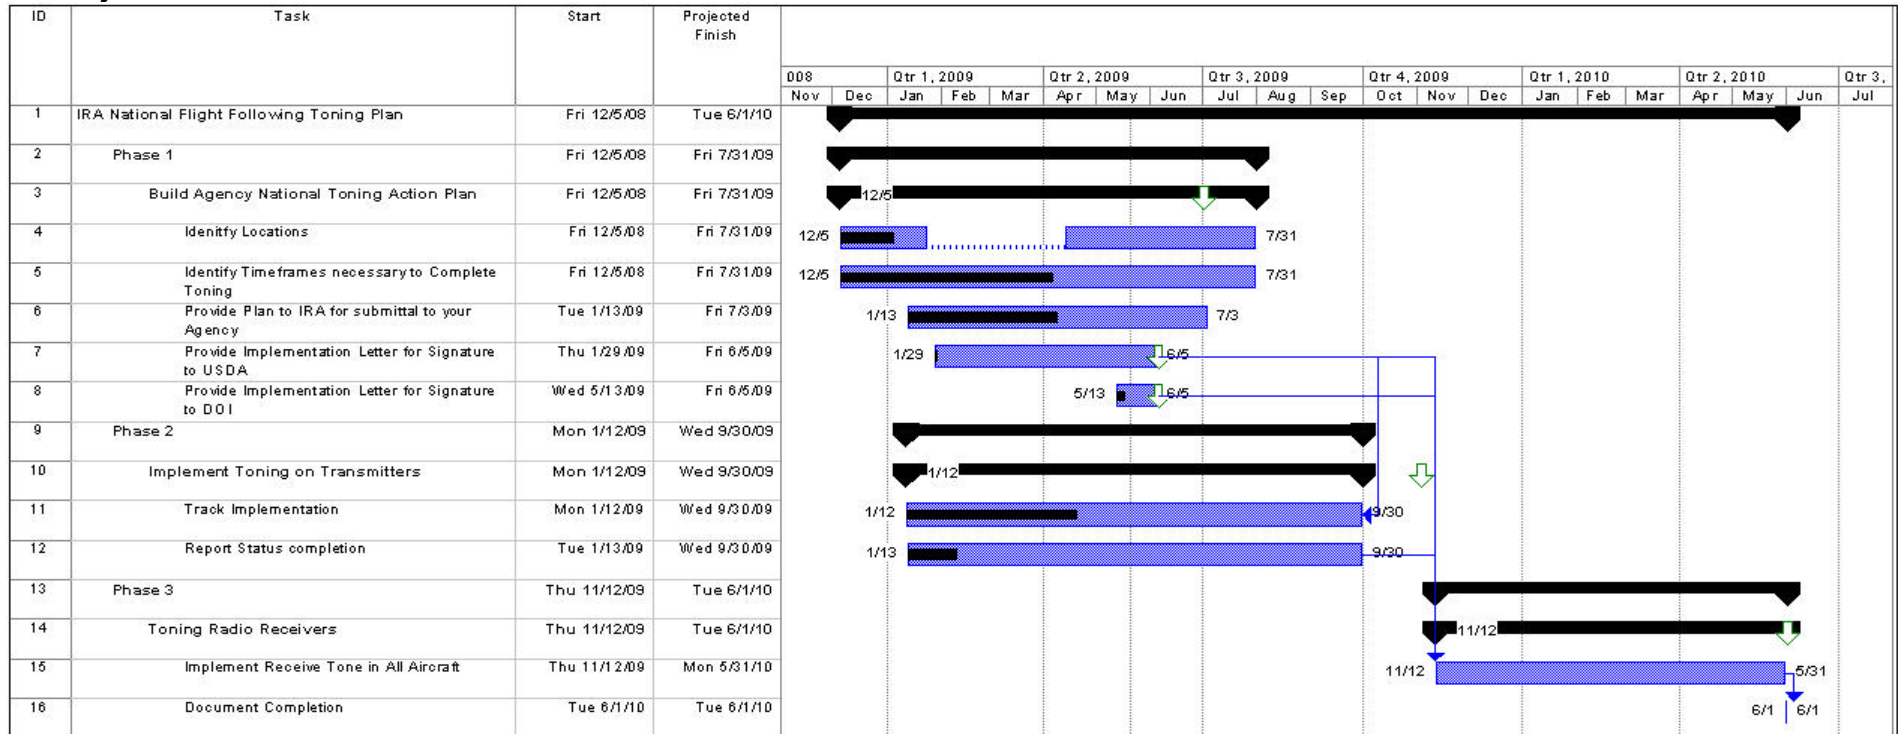 ID Task Start Projected
Finish
008 Qtr 1, 2009 Qtr 2, 2009 Qtr 3, 2009 Qtr 4, 2009 Qtr 1, 2010 Qtr 2, 2010 Qtr 3,
Nov Dec Jan Feb Mar Apr May Jun Jul Aug Sep Oct Nov Dec Jan Feb Mar Apr May Jun Jul
1 IRA National Flight Following Toning Plan Fri 12/5/08 Tue 6/1/10
2 Phase 1 Fri 12/5/08 Fri 7/31/09
3 Build Agency National Toning Action Plan Fri 12/5/08 Fri 7/31/09 12/5
4 Idenitfy Locations Fri 12/5/08 Fri 7/31/09 12/5 7/31
5 Identify Timeframes necessary to Complete Fri 12/5/08 Fri 7/31/09 12/5 7/31
Toning
6 Provide Plan to IRA for submittal to your Tue 1/13/09 Fri 7/3/09 1/13 7/3
Agency
7 Provide Implementation Letter for Signature Thu 1/29/09 Fri 6/5/09 1/29 6/5
to USDA
8 Provide Implementation Letter for Signature Wed 5/13/09 Fri 6/5/09 5/13 6/5
to DOI
9 Phase 2 Mon 1/12/09 Wed 9/30/09
10 Implement Toning on Transmitters Mon 1/12/09 Wed 9/30/09 1/12
11 Track Implementation Mon 1/12/09 Wed 9/30/09 1/12 9/30
12 Report Status completion Tue 1/13/09 Wed 9/30/09 1/13 9/30
13 Phase 3 Thu 11/12/09 Tue 6/1/10
14 Toning Radio Receivers Thu 11/12/09 Tue 6/1/10 11/12
15 Implement Receive Tone in All Aircraft Thu 11/12/09 Mon 5/31/10 11/12 5/31
16 Document Completion Tue 6/1/10 Tue 6/1/10 6/1 6/1